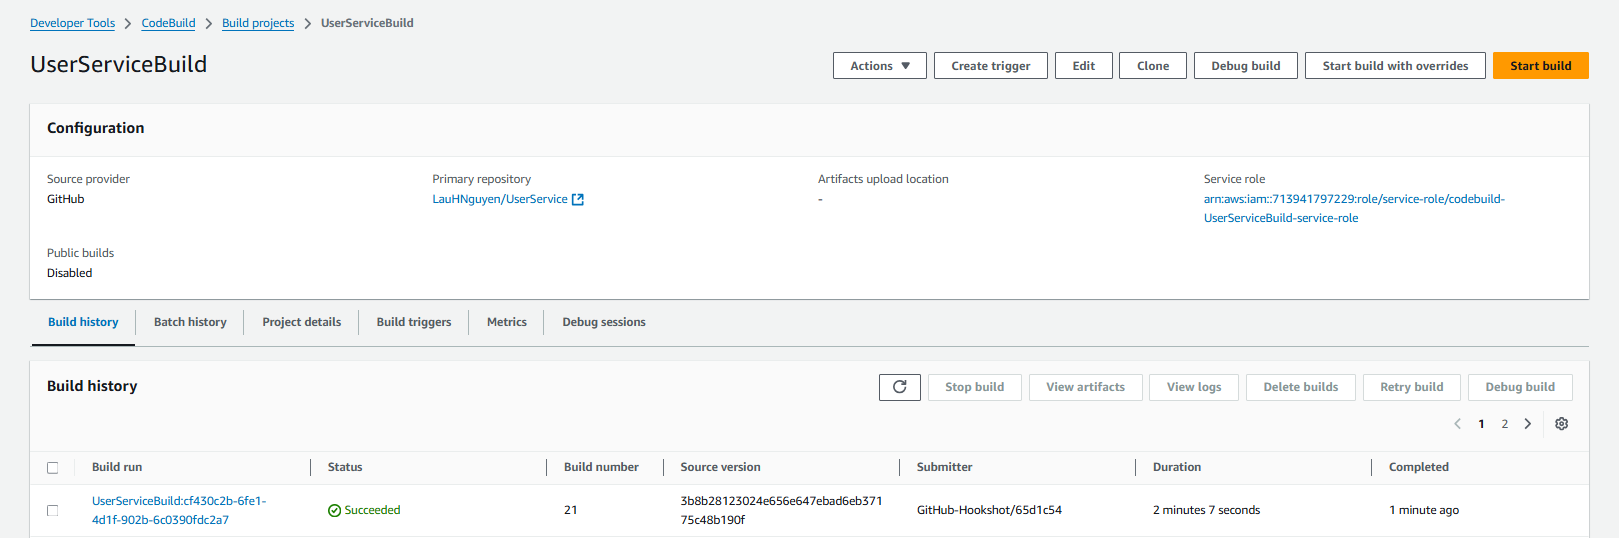 Developer Tools > CodeBuild > Build projects > UserServiceBuild
UserServiceBuild
Actions ▼ Create trigger Edit Clone Debug build Start build with overrides Start build
Configuration
Source provider
GitHub
Primary repository
LauHNguyen/UserService
Artifacts upload location
-
Service role
arn:aws:iam::713941797229:role/service-role/codebuild-
UserServiceBuild-service-role
Public builds
Disabled
Build history Batch history Project details Build triggers Metrics Debug sessions
Build history
Stop build View artifacts View logs Delete builds Retry build Debug build
< 1 2 >
Build run Status Build number Source version Submitter Duration Completed
UserServiceBuild:cf430c2b-6fe1-
4d1f-902b-6c0390fdc2a7
Succeeded
21
3b8b28123024e656e647ebad6eb371
75c48b190f
GitHub-Hookshot/65d1c54
2 minutes 7 seconds
1 minute ago